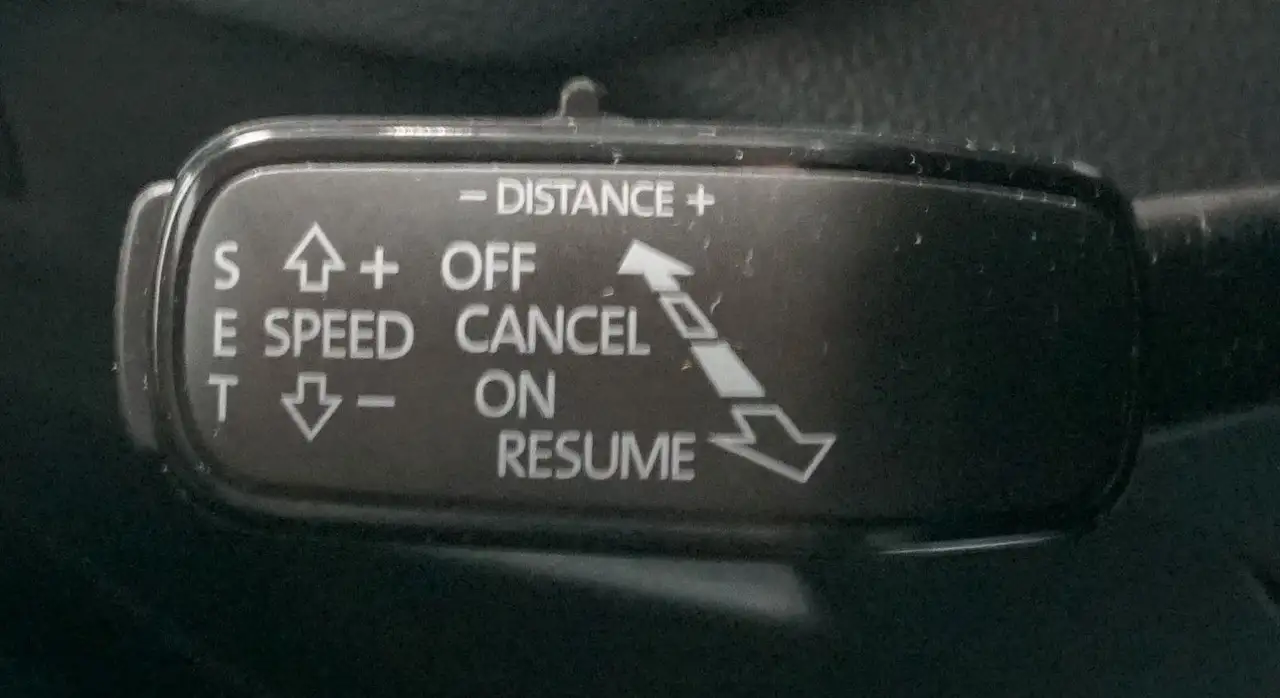 - DISTANCE +
S + OFF
E SPEED CANCEL
T - ON
RESUME